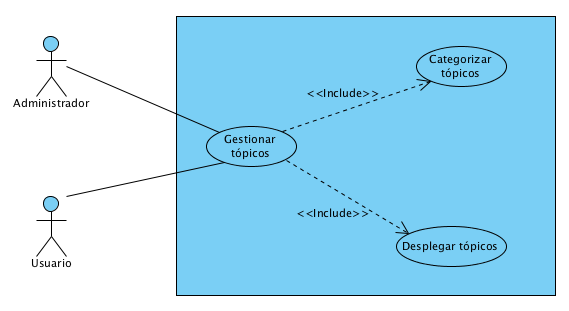 Categorizar
tópicos
<<Include>>
Administrador
Gestionar
tópicos
<<Include>>
Desplegar tópicos
Usuario